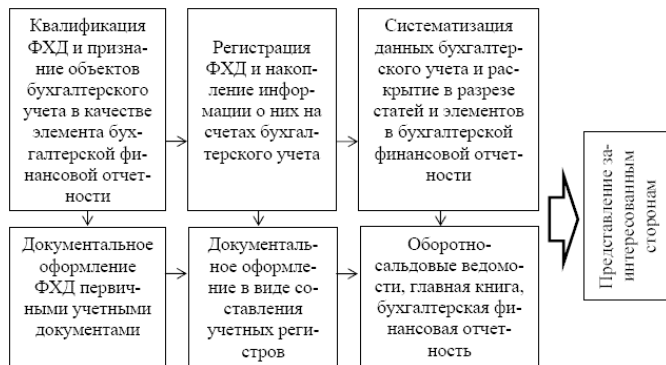 Квалификация
ФХД и призна-
ние объектов
бухгалтерского
учета в качестве
элемента бух-
галтерской фи-
нансовой отчет-
ности
Регистрация
ФХД и накоп-
ление инфор-
мации о них на
счетах бухгал-
терского учета
Систематизация
данных бухгалтер-
ского учета и рас-
крытие в разрезе
статей и элементов
в бухгалтерской
финансовой отчет-
ности
Документальное
оформление
ФХД первич-
ными учетными
документами
Документаль-
ное оформле-
ние в виде со-
ставления
учетных реги-
стров
Оборотно-
сальдовые ведомо-
сти, главная книга,
бухгалтерская фи-
нансовая отчет-
ность
Представление за-
интересованным
сторонам